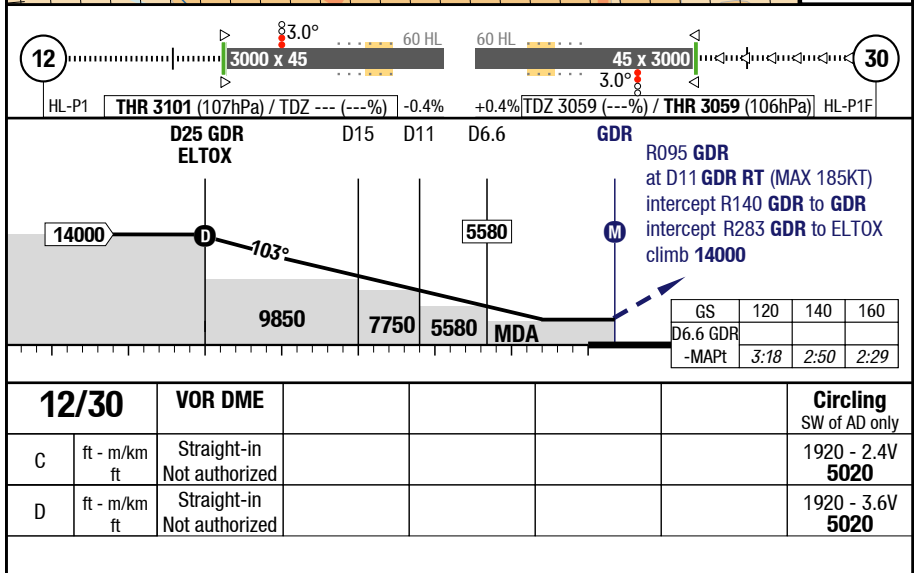 3.0° 60 HL 60 HL
12 3000 x 45 45 x 3000 30
3.0°
HL-P1 THR 3101 (107hPa) / TDZ --- (---%) -0.4% +0.4% TDZ 3059 (---%) / THR 3059 (106hPa) HL-P1F
D25 GDR D15 D11 D6.6 GDR
ELTOX
R095 GDR
at D11 GDR RT (MAX 185KT)
intercept R140 GDR to GDR
intercept R283 GDR to ELTOX
climb 14000
14000 D 103° 5580 M
9850 7750 5580 MDA
GS 120 140 160
D6.6 GDR
-MAPt 3:18 2:50 2:29
12/30 VOR DME Circling
SW of AD only
C ft - m/km Straight-in 1920 - 2.4V
ft Not authorized 5020
D ft - m/km Straight-in 1920 - 3.6V
ft Not authorized 5020